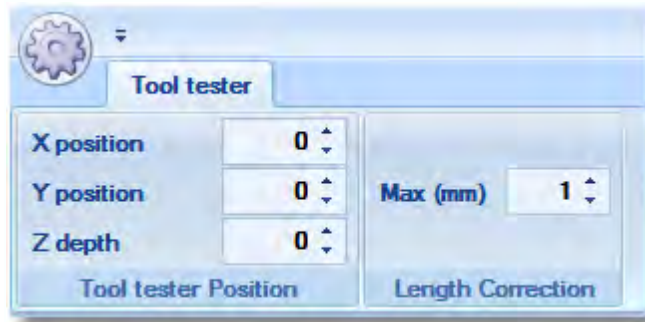 Tool tester
X position 0
Y position 0
Z depth 0
Tool tester Position
Max (mm) 1
Length Correction